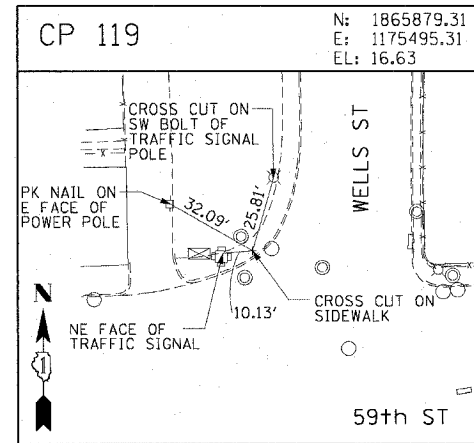 CP 119
N: 1865879.31
E: 1175495.31
EL: 16.63
CROSS CUT ON
SW BOLT OF
TRAFFIC SIGNAL
POLE
WELLS ST
PK NAIL ON
E FACE OF
POWER POLE
32.09'
25.81'
10.13'
CROSS CUT ON
SIDEWALK
NE FACE OF
TRAFFIC SIGNAL
N
1
59th ST